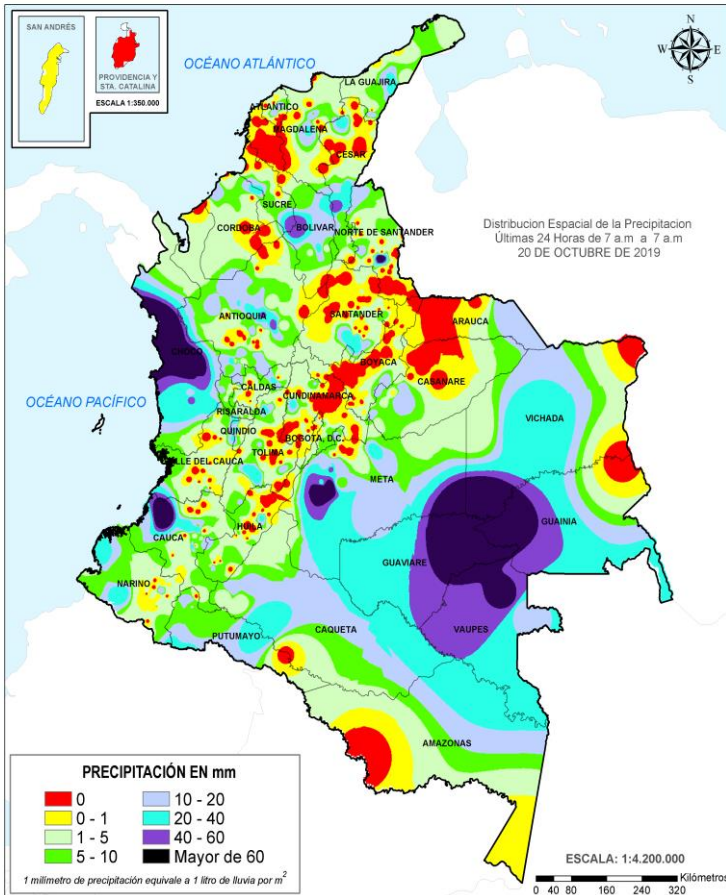 SAN ANDRÉS
PROVIDENCIA Y
STA. CATALINA
ESCALA 1:350.000
N
W
E
S
OCÉANO ATLÁNTICO
LA GUAJIRA
ATLANTICO
MAGDALENA
CESAR
SUCRE
CORDOBA
BOLIVAR
NORTE DE SANTANDER
Distribucion Espacial de la Precipitacion
Últimas 24 Horas de 7 a.m a 7 a.m
20 DE OCTUBRE DE 2019
ANTIOQUIA
SANTANDER
ARAUCA
CHOCO
BOYACA
CASANARE
CALDAS
CUNDINAMARCA
OCÉANO PACÍFICO
RISARALDA
VICHADA
QUINDIO
BOGOTA, D.C.
TOLIMA
VALLE DEL CAUCA
META
GUAINIA
HUILA
CAUCA
GUAVIARE
NARINO
CAQUETA
VAUPES
PUTUMAYO
AMAZONAS
PRECIPITACIÓN EN mm
0
10 - 20
0 - 1
20 - 40
1 - 5
40 - 60
5 - 10
Mayor de 60
1 milímetro de precipitación equivale a 1 litro de lluvia por m²
ESCALA: 1:4.200.000
Kilómetros
0 40 80 160 240 320